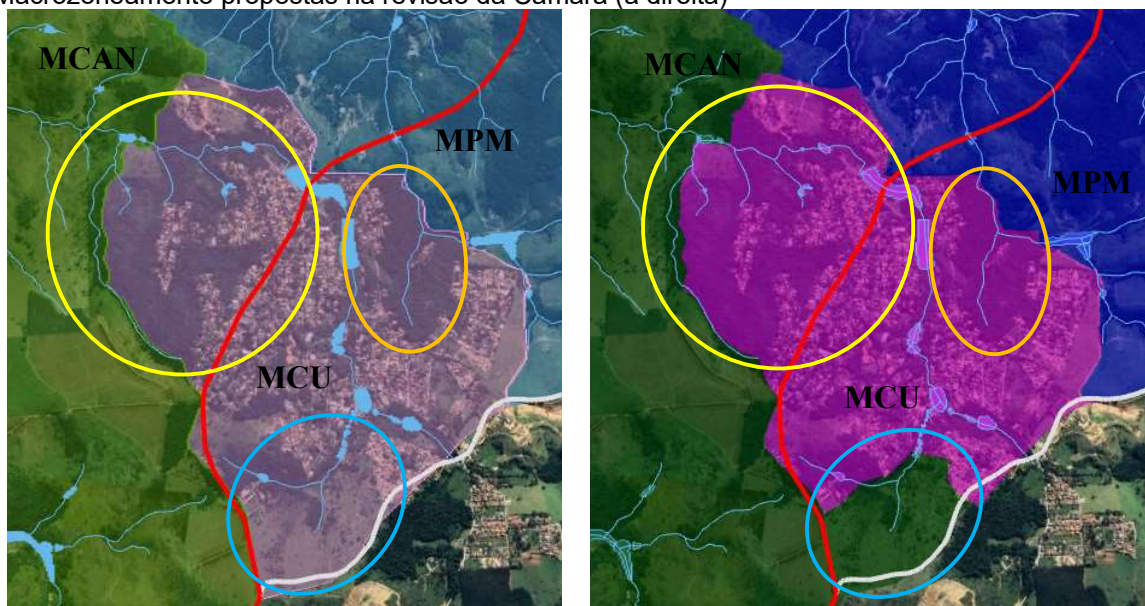 Macrozoneamento propostas na revisão da Câmara (à direita)
MCAN
MPM
MCU
MCAN
MPM
MCU